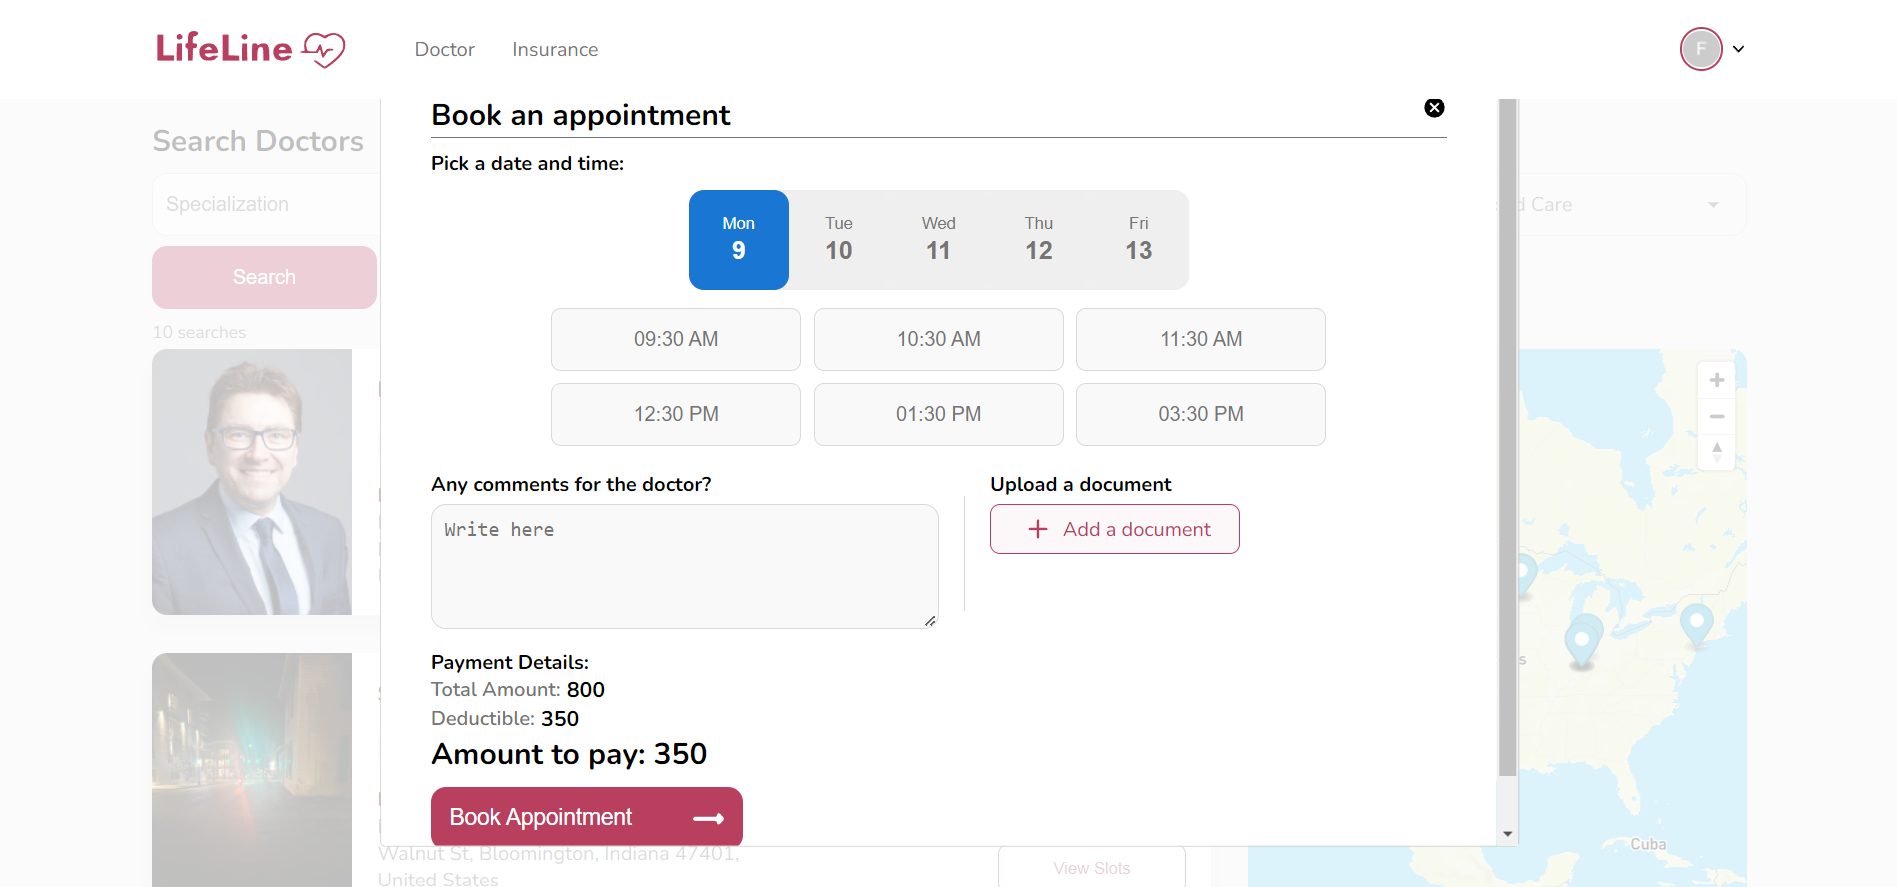 LifeLine
Doctor
Insurance
F
Search Doctors
Specialization
Search
10 searches
Care
Book an appointment
Pick a date and time:
Mon Tue Wed Thu Fri
9 10 11 12 13
09:30 AM 10:30 AM 11:30 AM
12:30 PM 01:30 PM 03:30 PM
Any comments for the doctor?
Write here
Upload a document
Add a document
Payment Details:
Total Amount: 800
Deductible: 350
Amount to pay: 350
Book Appointment
Walnut St, Bloomington, Indiana 47401,
United States
View Slots
Cuba